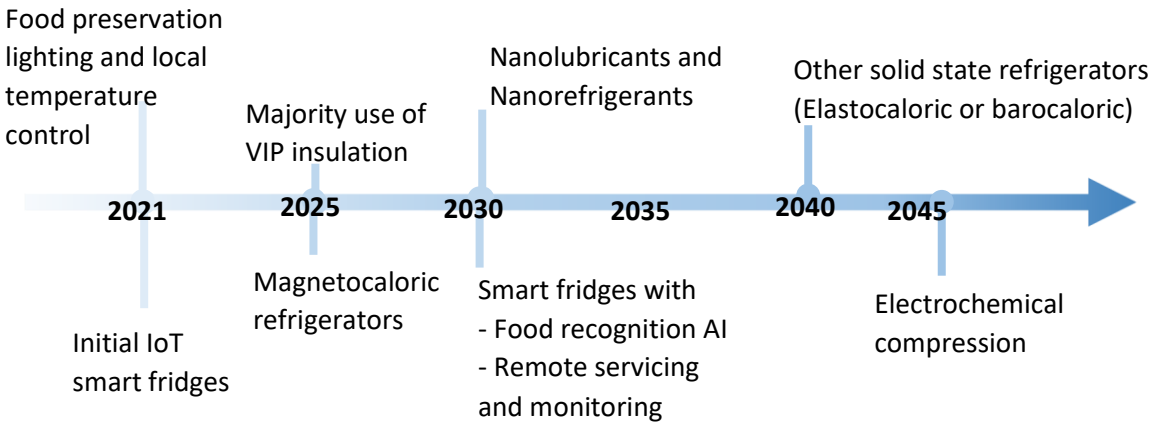 Food preservation
lighting and local
temperature
control
Majority use of
VIP insulation
Nanolubricants and
Nanorefrigerants
Other solid state refrigerators
(Elastocaloric or barocaloric)
2021
2025
2030
2035
2040
2045
Initial IoT
smart fridges
Magnetocaloric
refrigerators
Smart fridges with
- Food recognition AI
- Remote servicing
and monitoring
Electrochemical
compression